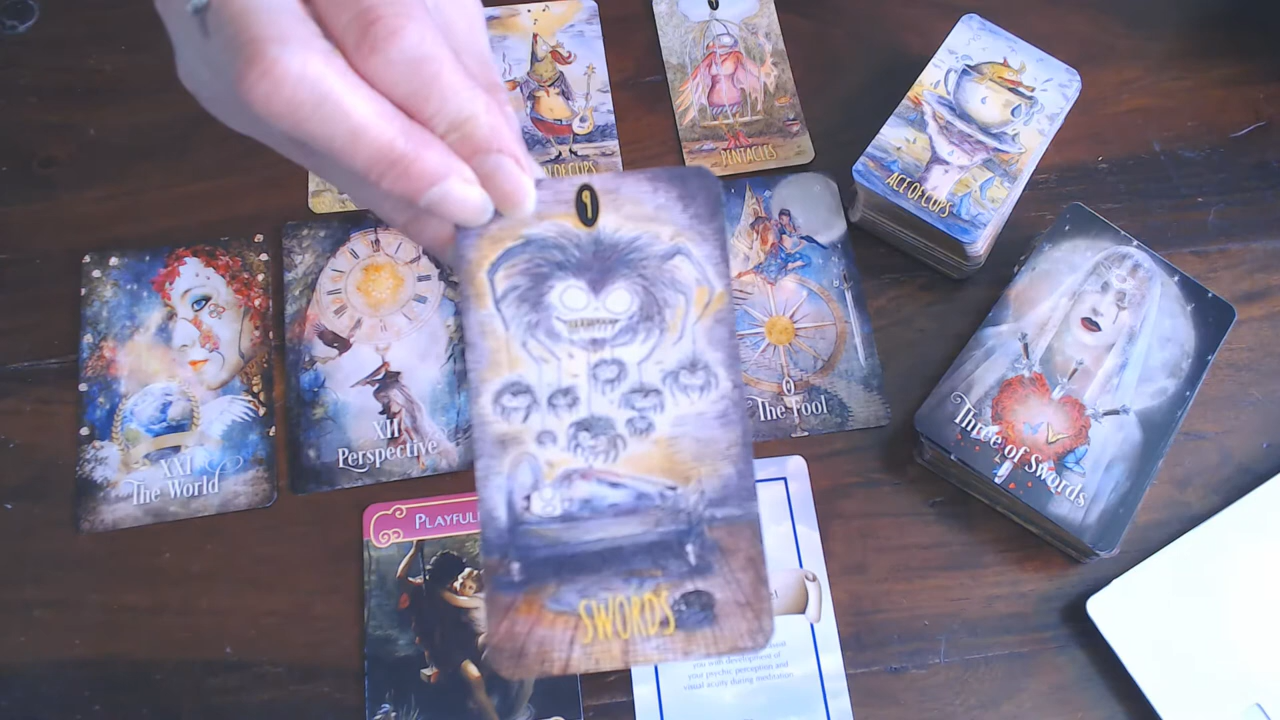 OF CUPS
PENTACLES
ACE OF CUPS
9
SWORDS
XXI
The World
XII
Perspective
0
The Fool
Three of Swords
you with development of
your psychic perception and
visual acuity during meditation.